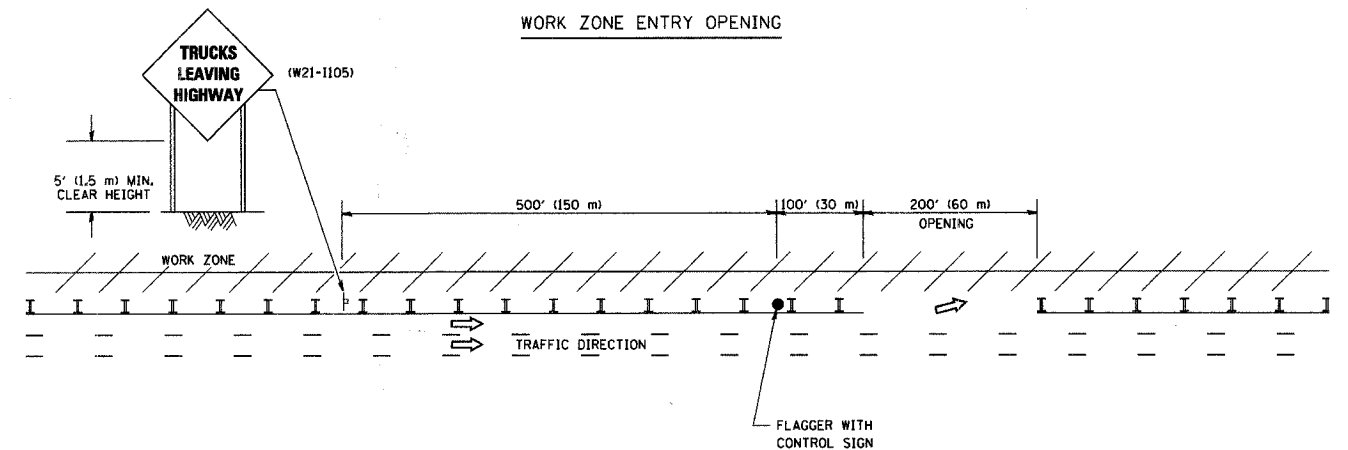 WORK ZONE ENTRY OPENING
TRUCKS
LEAVING
HIGHWAY
(W21-I105)
5' (1.5 m) MIN.
CLEAR HEIGHT
500' (150 m)
100' (30 m)
200' (60 m)
OPENING
WORK ZONE
TRAFFIC DIRECTION
FLAGGER WITH
CONTROL SIGN